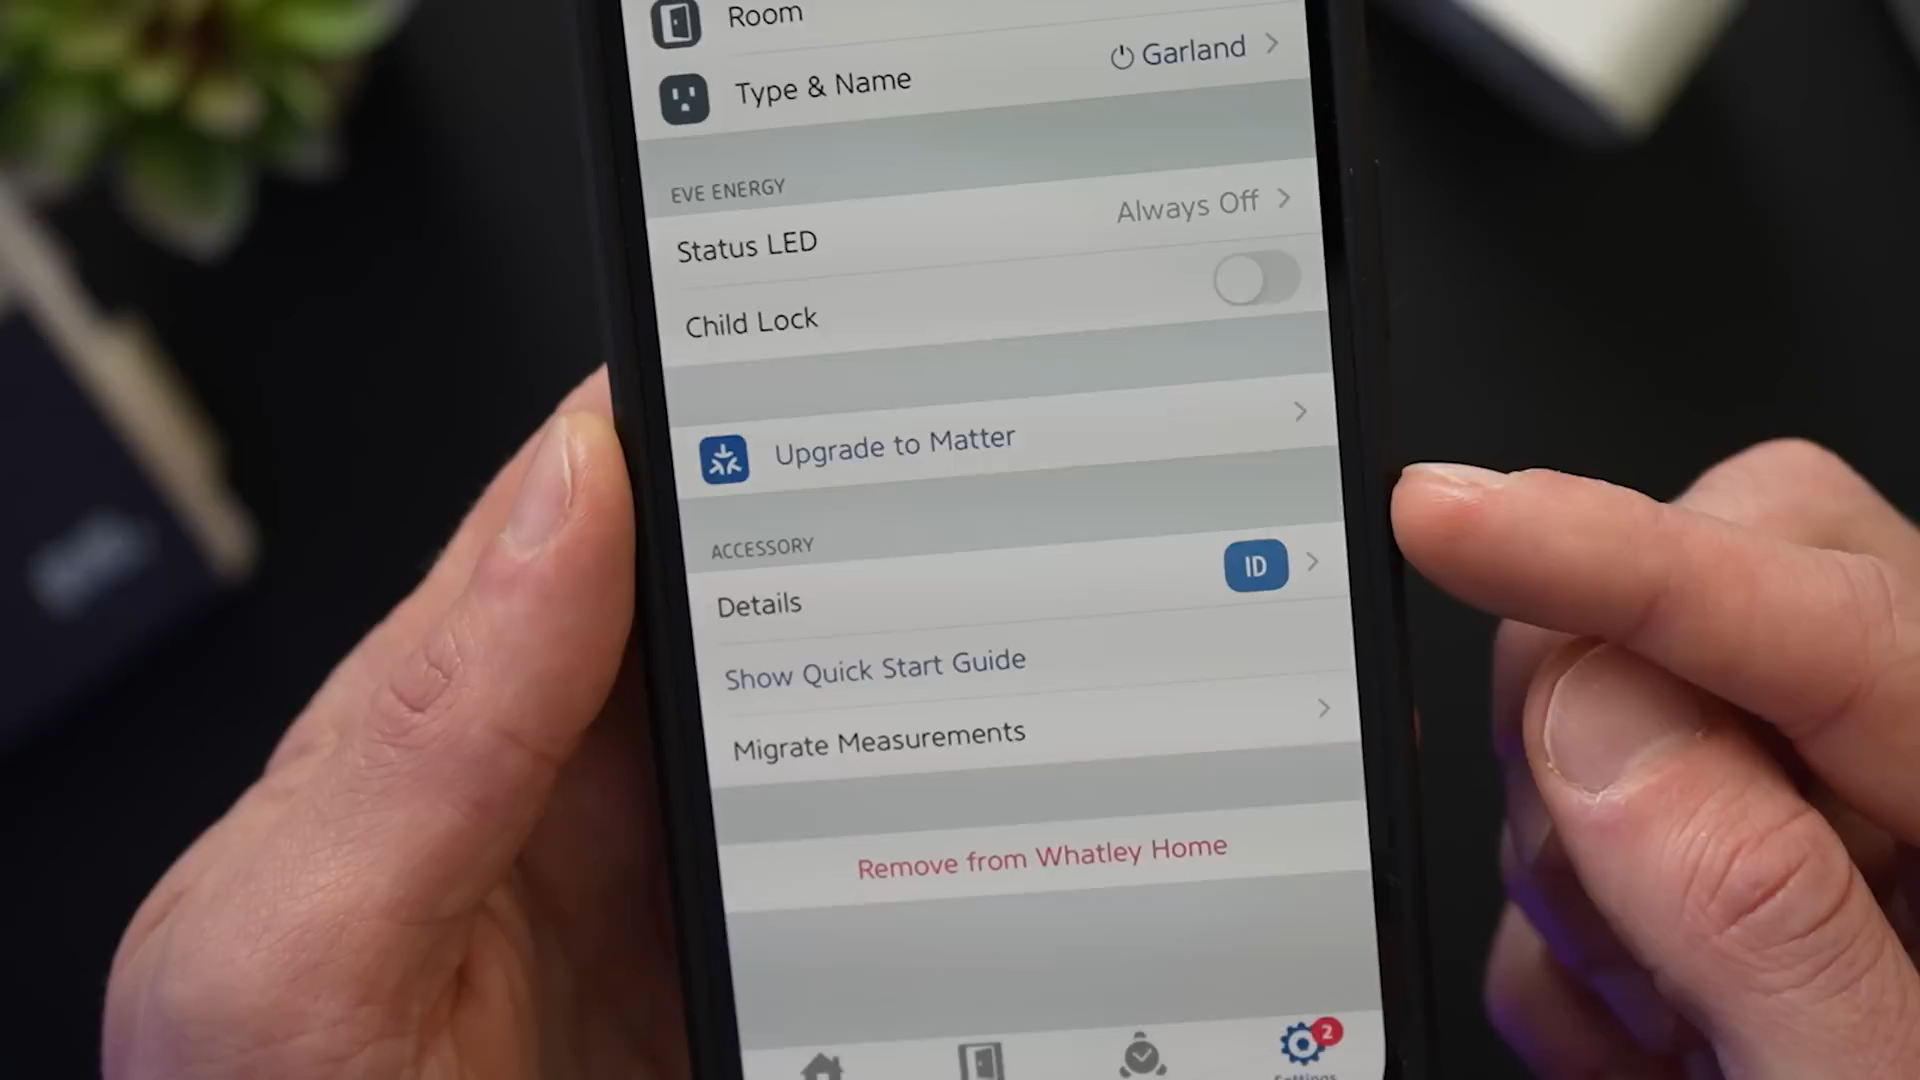 Room
Type & Name
Garland
EVE ENERGY
Status LED
Always Off
Child Lock
Upgrade to Matter
ACCESSORY
Details
ID
Show Quick Start Guide
Migrate Measurements
Remove from Whatley Home
2
Settings